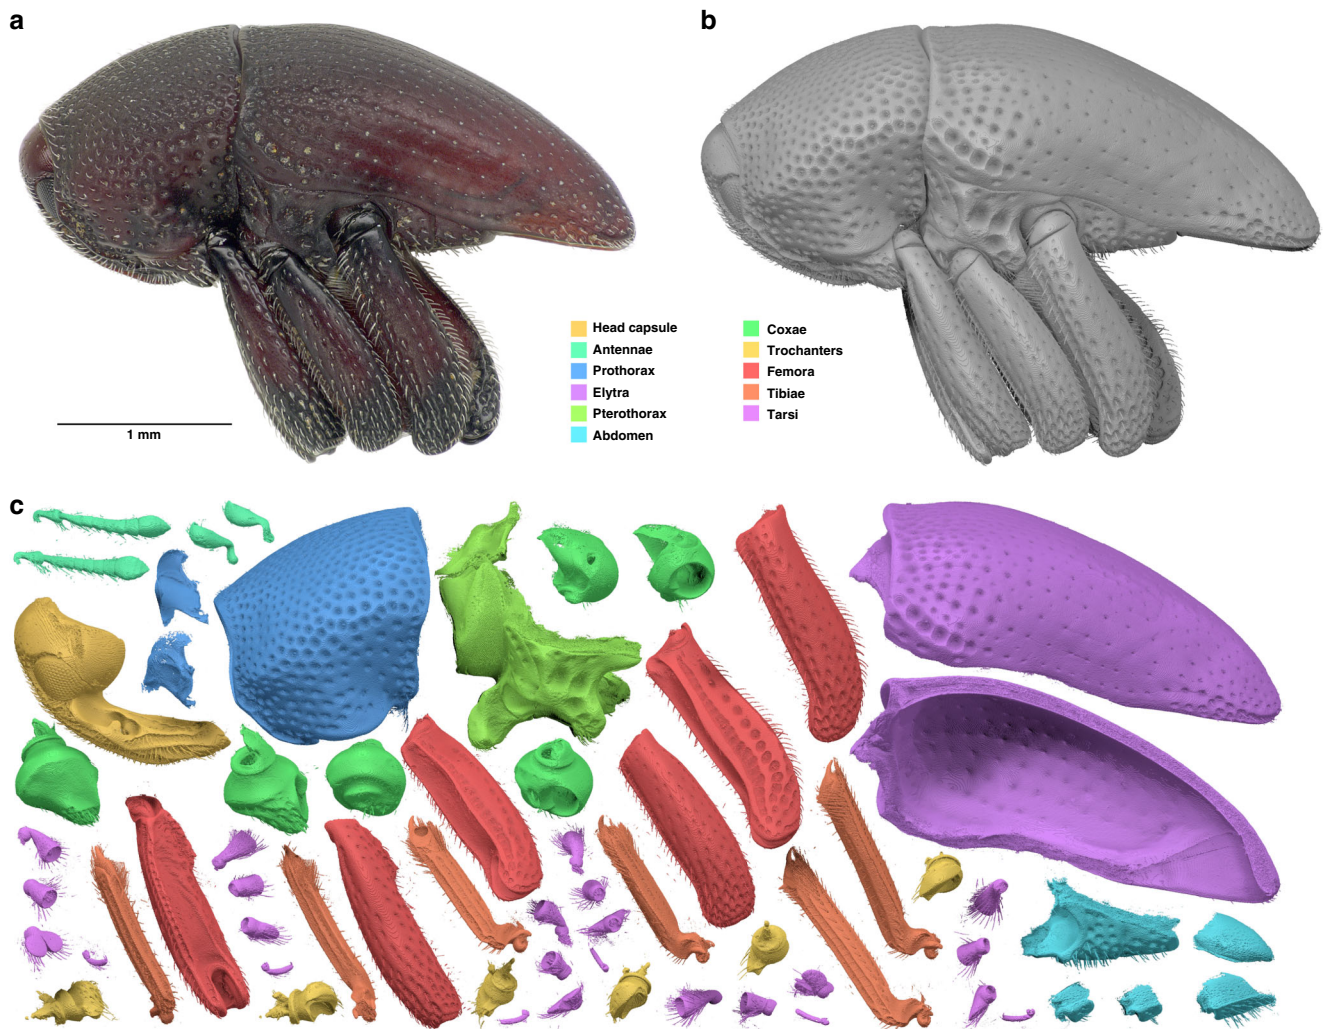 a
b
Head capsule
Antennae
Prothorax
Elytra
Pterothorax
Abdomen
Coxae
Trochanters
Femora
Tibiae
Tarsi
1 mm
c